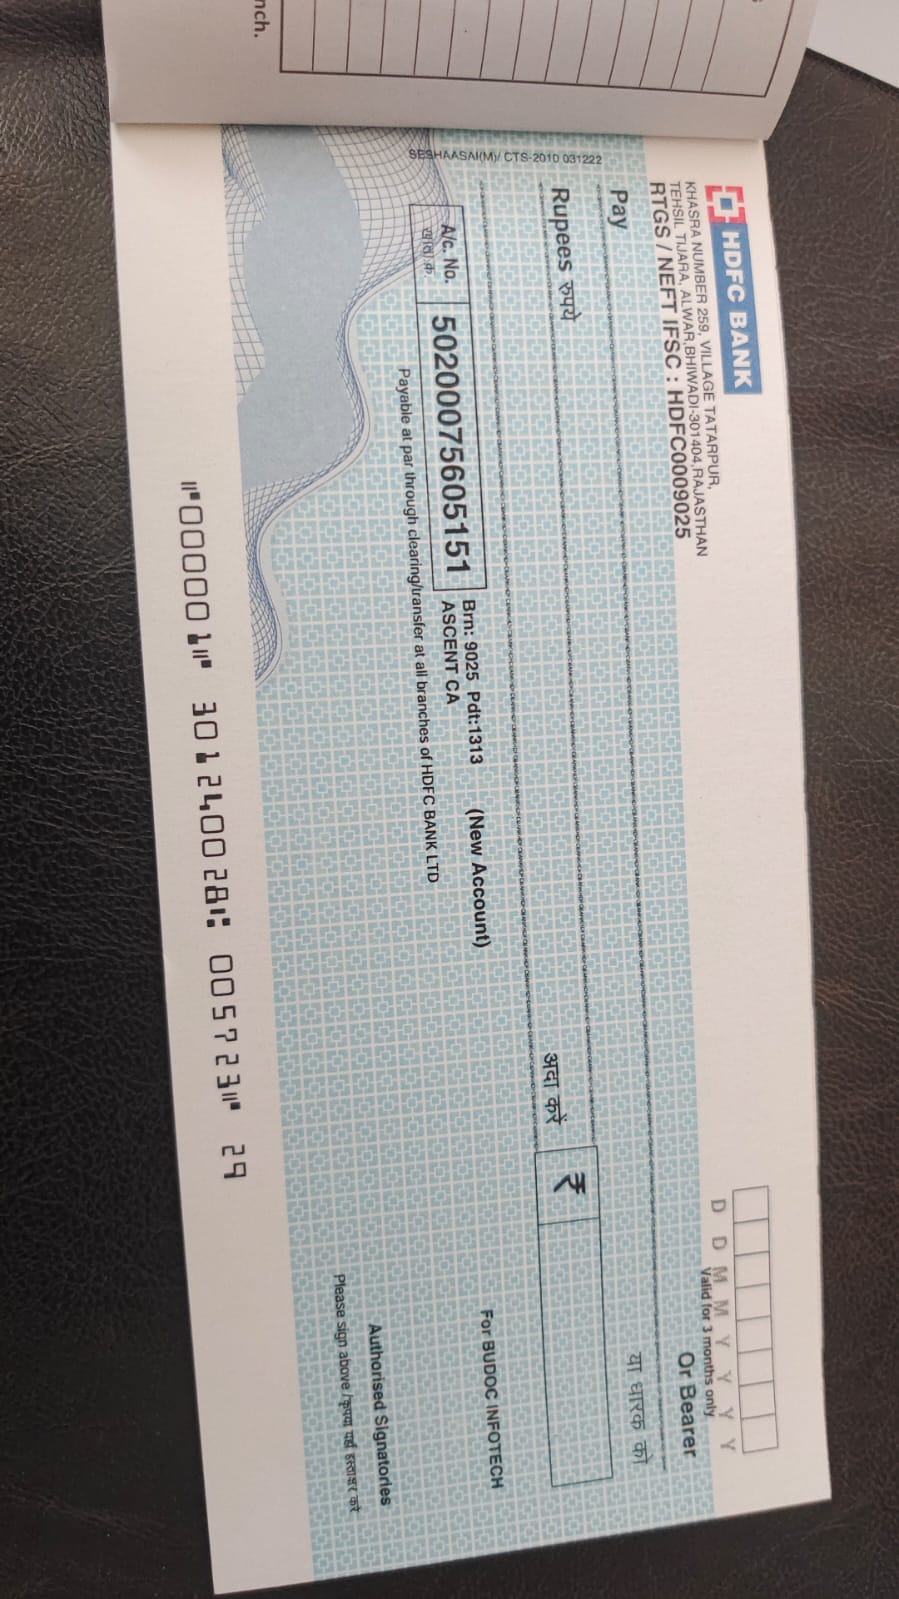 nch.
SESHAASAI(M)/ CTS-2010 031222
HDFC BANK
KHASRA NUMBER 259, VILLAGE TATARPUR,
TEHSIL TIJARA, ALWAR,BHIWADI-301404,RAJASTHAN
RTGS / NEFT IFSC : HDFC0009025
D D M M Y Y Y Y
Valid for 3 months only
Pay
Or Bearer
या धारक को
Rupees रुपये
अदा करें
₹
A/c. No.
खाता क्र.
50200075605151
Brn: 9025 Pdt:1313 (New Account)
ASCENT CA
For BUDOC INFOTECH
Payable at par through clearing/transfer at all branches of HDFC BANK LTD
Authorised Signatories
Please sign above /कृपया यहाँ हस्ताक्षर करे
⑈000001⑈ 301240028⑆ 005723⑈ 29